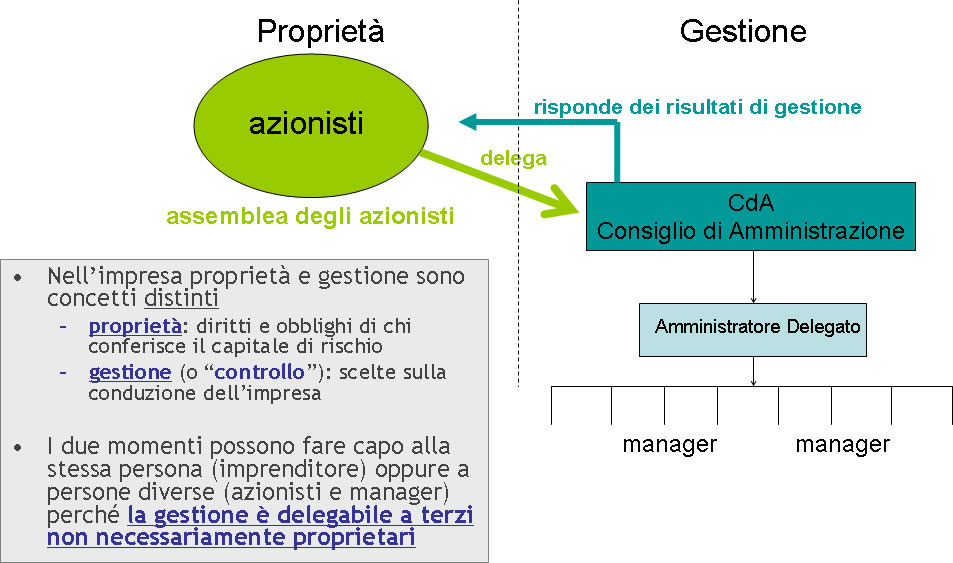 Proprietà
Gestione
azionisti
risponde dei risultati di gestione
delega
assemblea degli azionisti
CdA
Consiglio di Amministrazione
Amministratore Delegato
manager
manager
• Nell’impresa proprietà e gestione sono
concetti distinti
– proprietà: diritti e obblighi di chi
conferisce il capitale di rischio
– gestione (o “controllo”): scelte sulla
conduzione dell’impresa
• I due momenti possono fare capo alla
stessa persona (imprenditore) oppure a
persone diverse (azionisti e manager)
perché la gestione è delegabile a terzi
non necessariamente proprietari